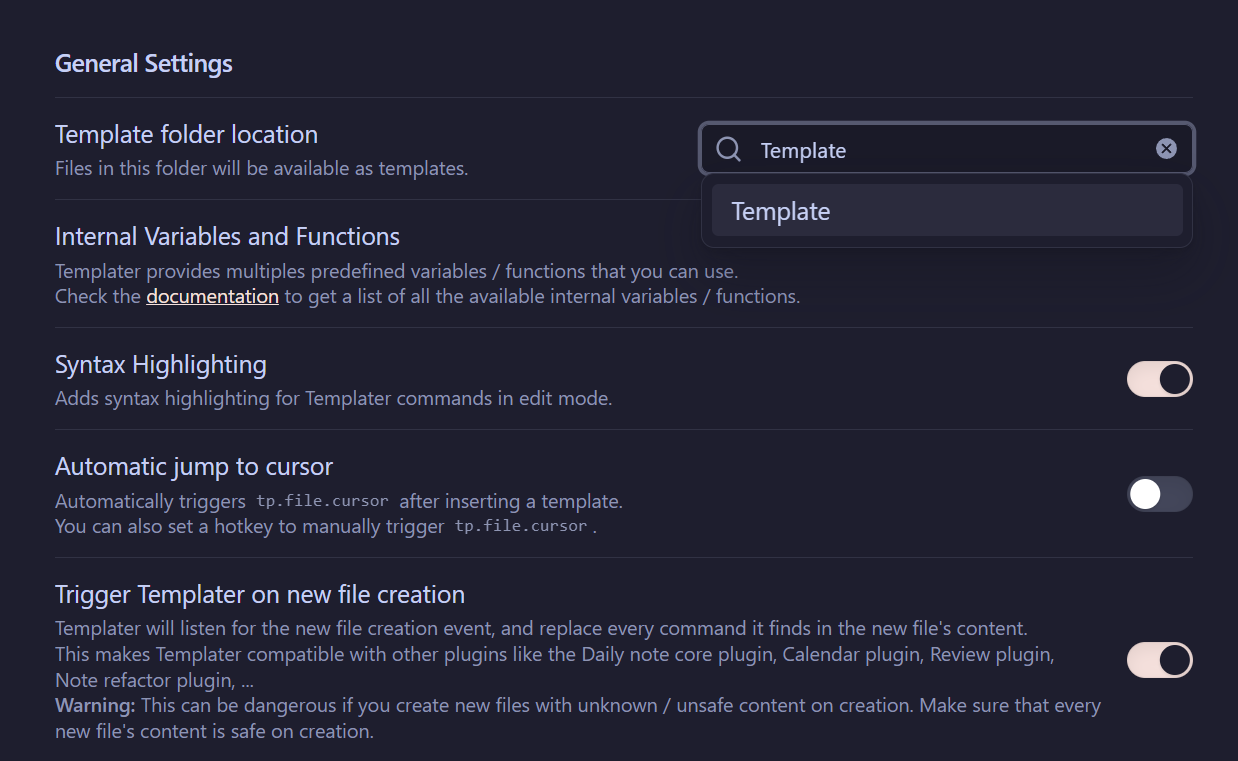 General Settings
Template folder location
Files in this folder will be available as templates.
Template
Template
Internal Variables and Functions
Templater provides multiples predefined variables / functions that you can use.
Check the documentation to get a list of all the available internal variables / functions.
Syntax Highlighting
Adds syntax highlighting for Templater commands in edit mode.
Automatic jump to cursor
Automatically triggers tp.file.cursor after inserting a template.
You can also set a hotkey to manually trigger tp.file.cursor.
Trigger Templater on new file creation
Templater will listen for the new file creation event, and replace every command it finds in the new file's content.
This makes Templater compatible with other plugins like the Daily note core plugin, Calendar plugin, Review plugin,
Note refactor plugin, ...
Warning: This can be dangerous if you create new files with unknown / unsafe content on creation. Make sure that every
new file's content is safe on creation.